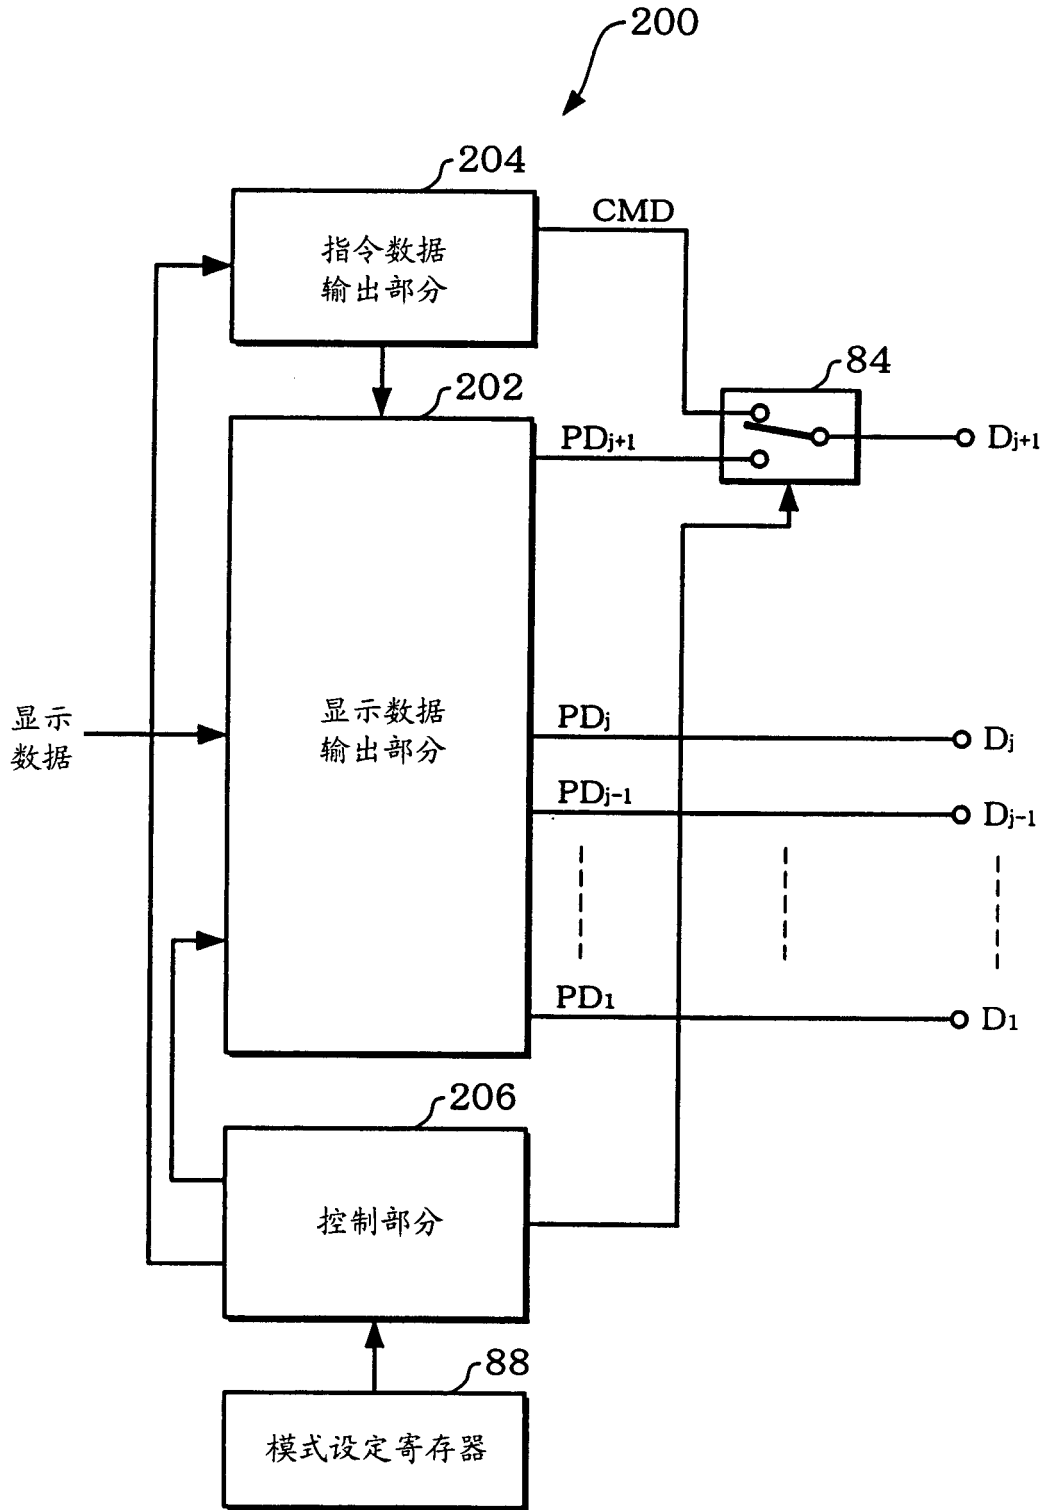 200
204
CMD
指令数据
输出部分
84
202
PDj+1
Dj+1
显示
数据
显示数据
输出部分
PDj
Dj
PDj-1
Dj-1
PD1
D1
206
控制部分
88
模式设定寄存器